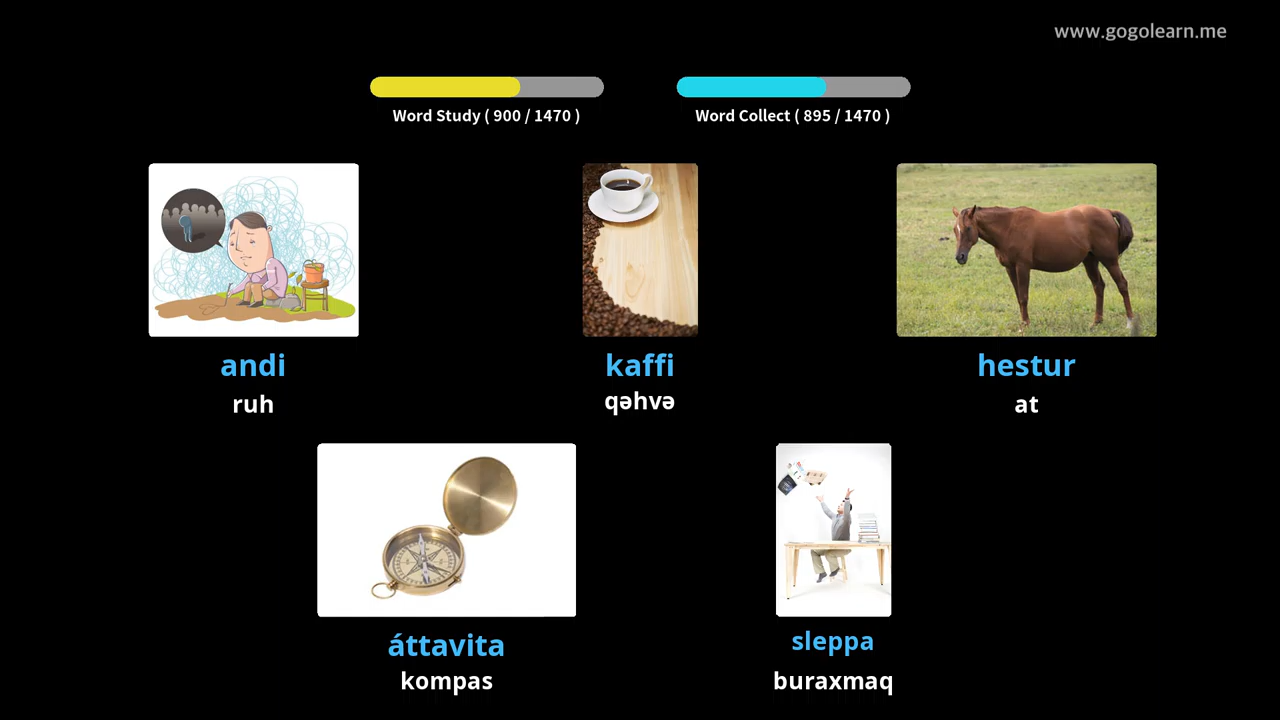 www.gogolearn.me
Word Study ( 900 / 1470 )
Word Collect ( 895 / 1470 )
andi
ruh
kaffi
qəhvə
hestur
at
áttavita
kompas
sleppa
buraxmaq